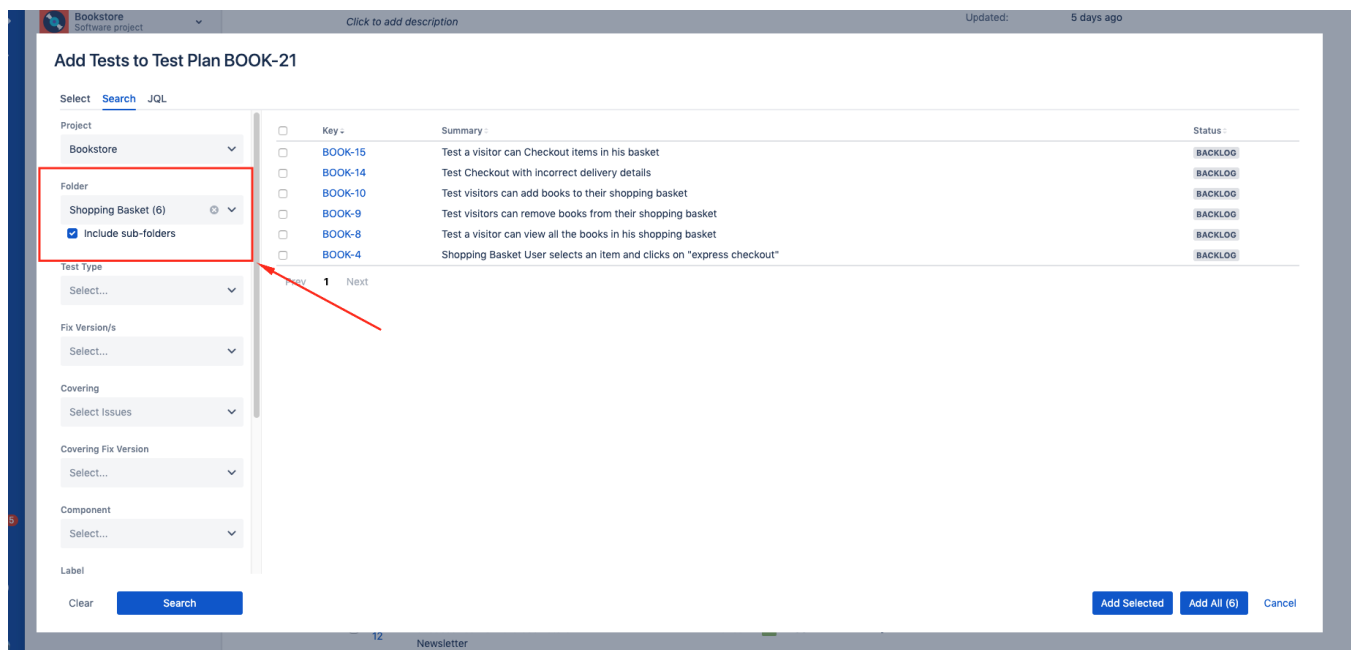 Bookstore
Software project
Click to add description
Updated:
5 days ago
Add Tests to Test Plan BOOK-21
Select Search JQL
Project
Bookstore
Folder
Shopping Basket (6)
Include sub-folders
Test Type
Select...
Fix Version/s
Select...
Covering
Select Issues
Covering Fix Version
Select...
Component
Select...
Label
Clear
Search
Key Summary Status
BOOK-15 Test a visitor can Checkout items in his basket BACKLOG
BOOK-14 Test Checkout with incorrect delivery details BACKLOG
BOOK-10 Test visitors can add books to their shopping basket BACKLOG
BOOK-9 Test visitors can remove books from their shopping basket BACKLOG
BOOK-8 Test a visitor can view all the books in his shopping basket BACKLOG
BOOK-4 Shopping Basket User selects an item and clicks on "express checkout" BACKLOG
Prev 1 Next
Add Selected
Add All (6)
Cancel
5
12
Newsletter